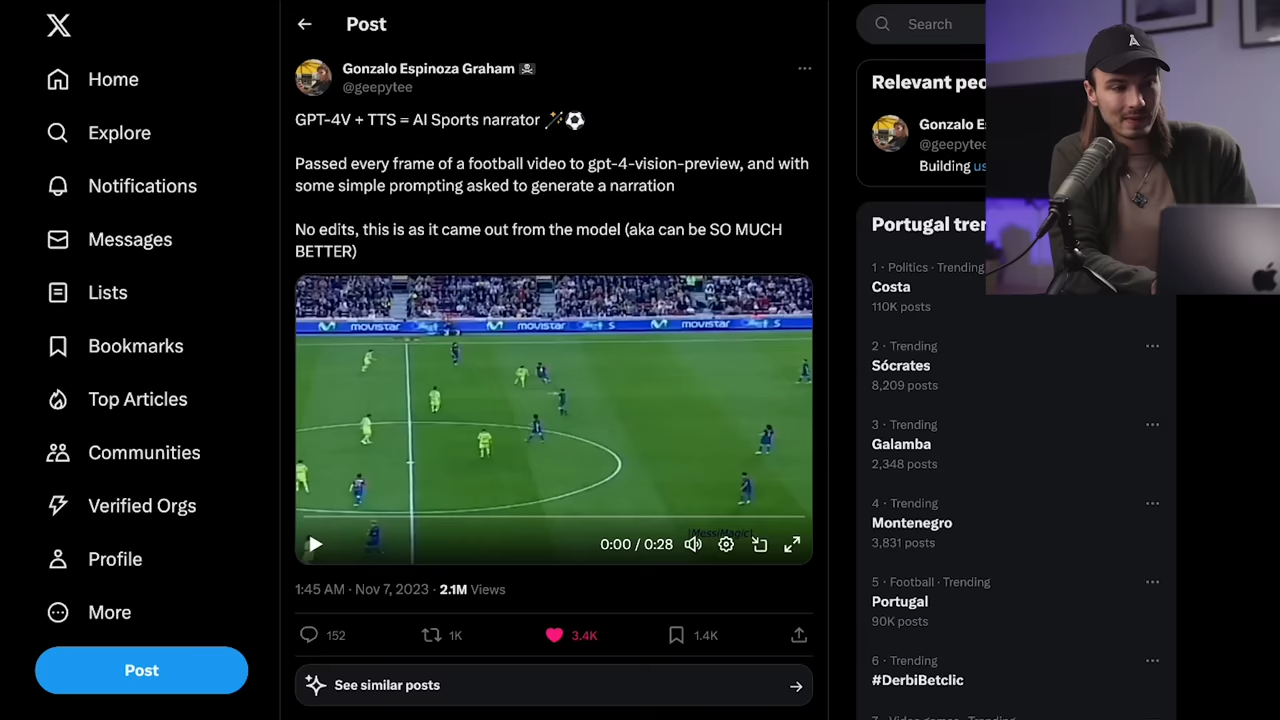 Home
Explore
Notifications
Messages
Lists
Bookmarks
Top Articles
Communities
Verified Orgs
Profile
More
Post
Post
Gonzalo Espinoza Graham
@geepytee
GPT-4V + TTS = AI Sports narrator 🪄⚽
Passed every frame of a football video to gpt-4-vision-preview, and with
some simple prompting asked to generate a narration
No edits, this is as it came out from the model (aka can be SO MUCH
BETTER)
movistar
movistar
movistar
MessiMagic
0:00 / 0:28
1:45 AM · Nov 7, 2023 · 2.1M Views
152
1K
3.4K
1.4K
See similar posts
Search
Relevant peo
Gonzalo E
@geepytee
Building us
Portugal tren
1 · Politics · Trending
Costa
110K posts
2 · Trending
Sócrates
8,209 posts
3 · Trending
Galamba
2,348 posts
4 · Trending
Montenegro
3,831 posts
5 · Football · Trending
Portugal
90K posts
6 · Trending
#DerbiBetclic